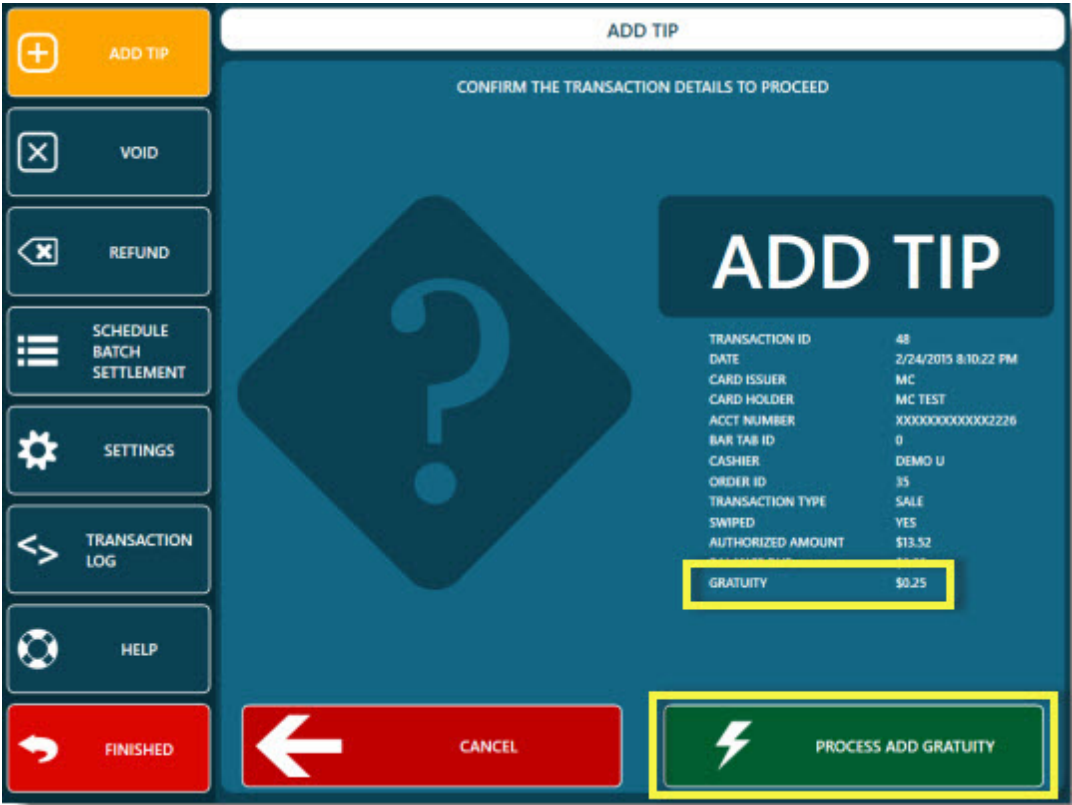 ADD TIP
VOID
REFUND
SCHEDULE
BATCH
SETTLEMENT
SETTINGS
TRANSACTION
LOG
HELP
FINISHED
ADD TIP
CONFIRM THE TRANSACTION DETAILS TO PROCEED
?
ADD TIP
TRANSACTION ID 48
DATE 2/24/2015 8:10:22 PM
CARD ISSUER MC
CARD HOLDER MC TEST
ACCT NUMBER XXXXXXXXXXXX2226
BAR TAB ID 0
CASHIER DEMO U
ORDER ID 35
TRANSACTION TYPE SALE
SWIPED YES
AUTHORIZED AMOUNT $13.52
GRATUITY $0.25
CANCEL
PROCESS ADD GRATUITY